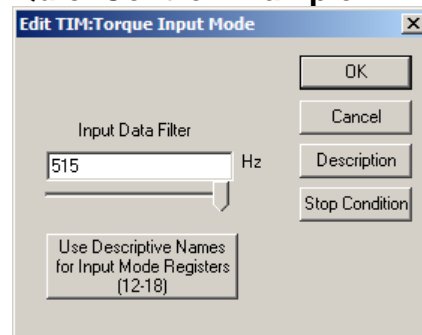 Edit TIM:Torque Input Mode
OK
Cancel
Input Data Filter
515 Hz
Description
Stop Condition
Use Descriptive Names
for Input Mode Registers
(12-18)